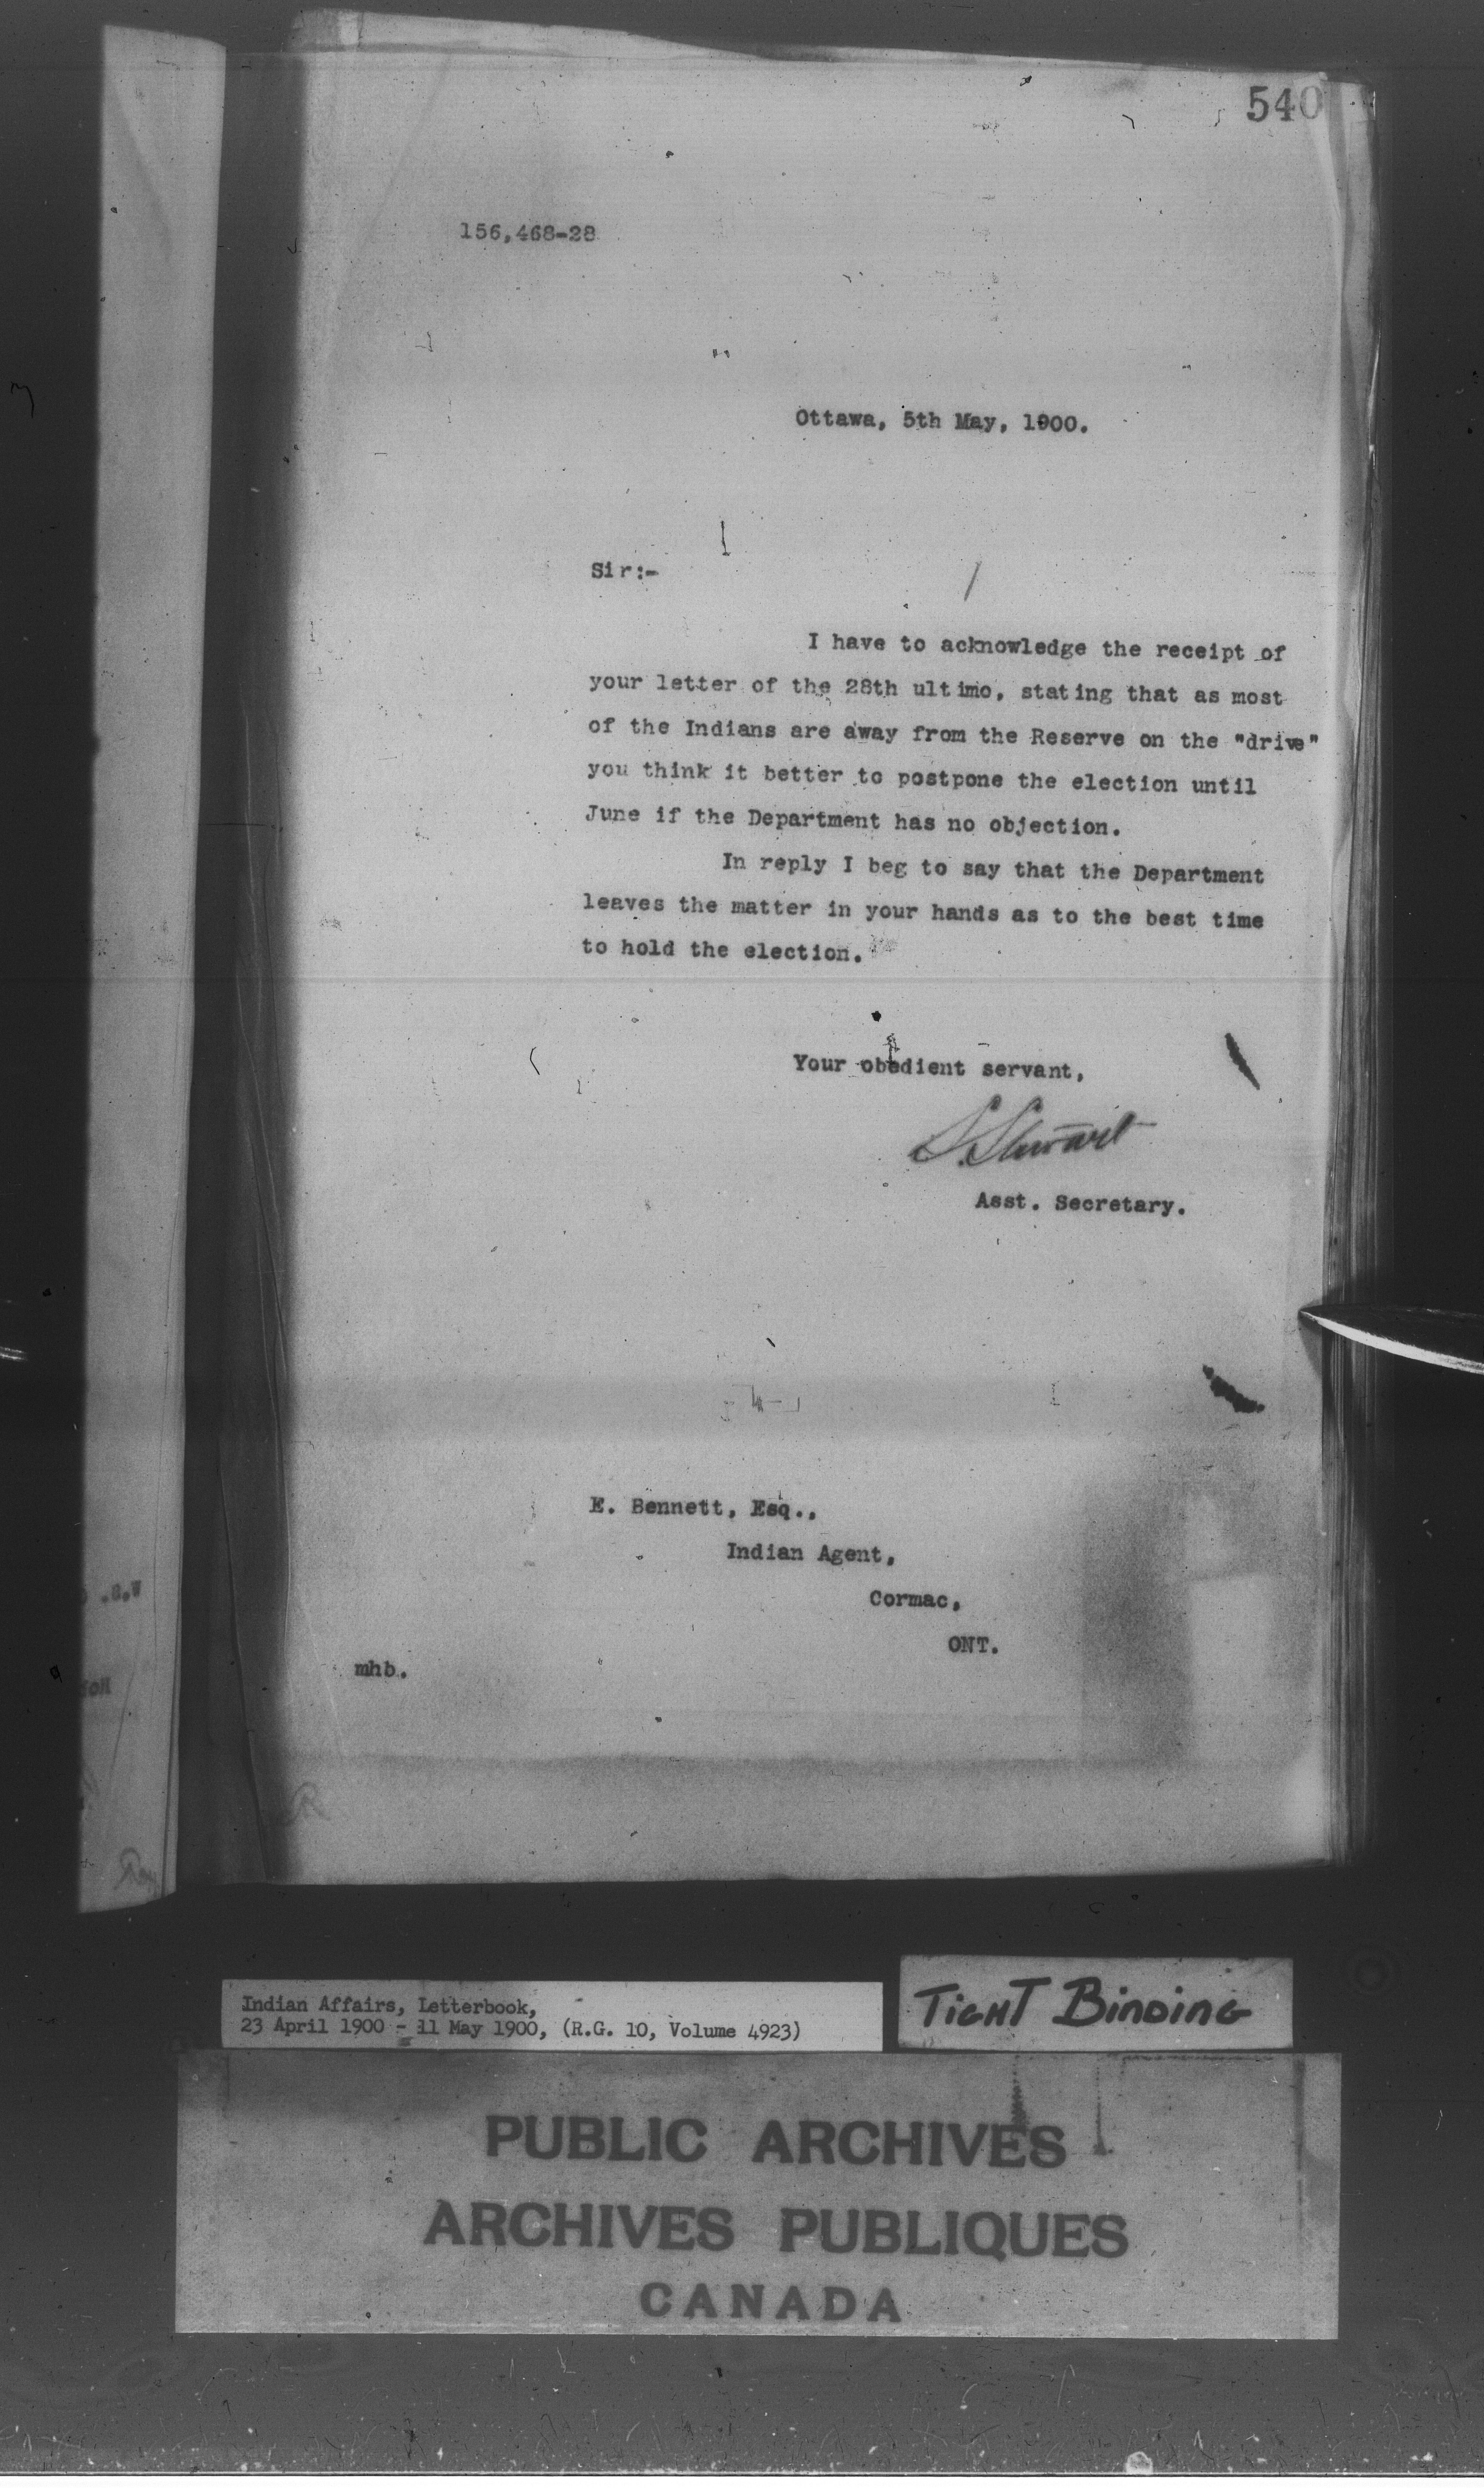 540
156,468-28
Ottawa, 5th May, 1900.
Sir:-
I have to acknowledge the receipt of
your letter of the 28th ultimo, stating that as most
of the Indians are away from the Reserve on the "drive"
you think it better to postpone the election until
June if the Department has no objection.
In reply I beg to say that the Department
leaves the matter in your hands as to the best time
to hold the election.
Your obedient servant,
S. Stewart
Asst. Secretary.
E. Bennett, Esq.,
Indian Agent,
Cormac,
ONT.
mhb.
Indian Affairs, Letterbook,
23 April 1900 - 11 May 1900, (R.G. 10, Volume 4923)
TIGHT BINDING
PUBLIC ARCHIVES
ARCHIVES PUBLIQUES
CANADA